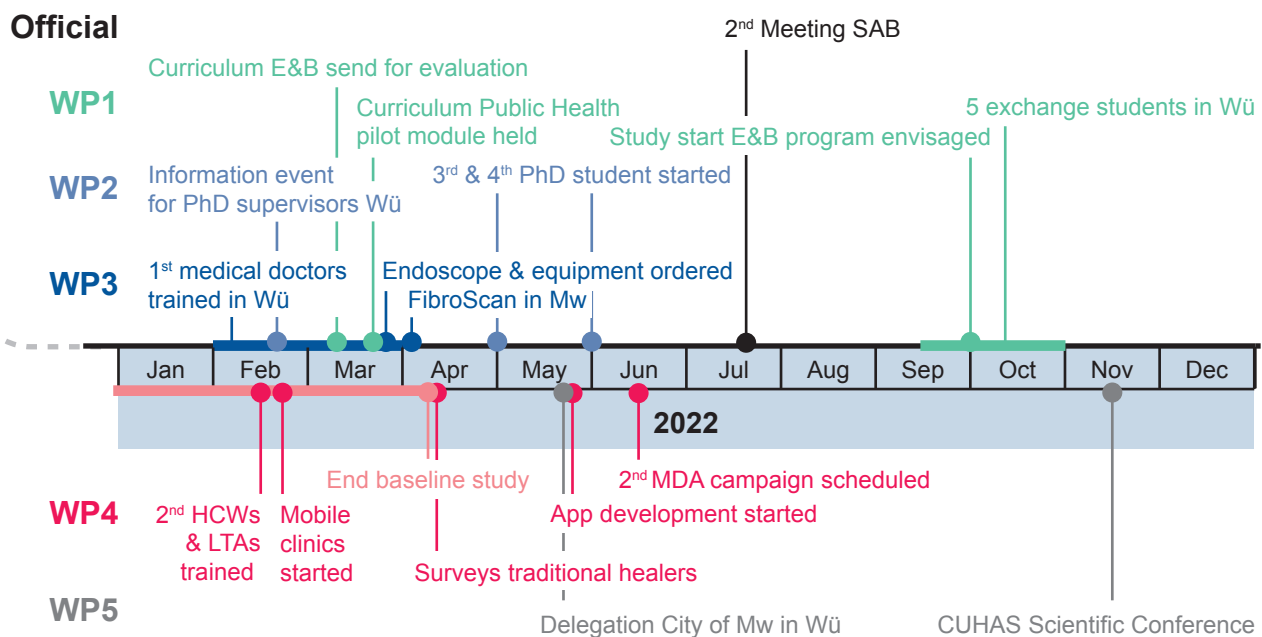 Official
2nd Meeting SAB
WP1
Curriculum E&B send for evaluation
Curriculum Public Health
pilot module held
5 exchange students in Wü
Study start E&B program envisaged
WP2
Information event
for PhD supervisors Wü
3rd & 4th PhD student started
WP3
1st medical doctors
trained in Wü
Endoscope & equipment ordered
FibroScan in Mw
Jan Feb Mar Apr May Jun Jul Aug Sep Oct Nov Dec
2022
WP4
End baseline study
2nd MDA campaign scheduled
2nd HCWs
& LTAs
trained
Mobile
clinics
started
App development started
Surveys traditional healers
WP5
Delegation City of Mw in Wü
CUHAS Scientific Conference